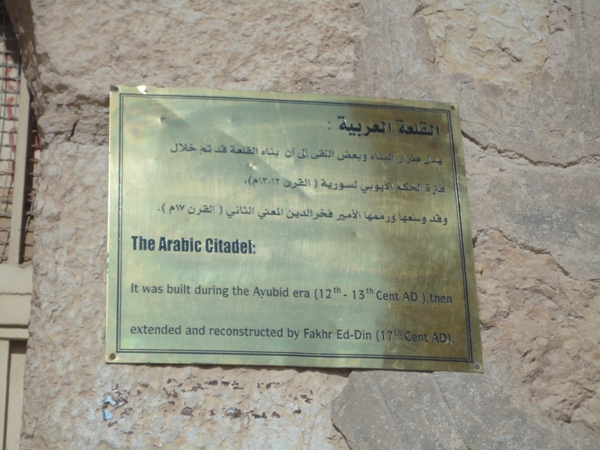 القلعة العربية :
يدل طراز البناء وبعض اللقى إلى أن بناء القلعة قد تم خلال
فترة الحكم الأيوبي لسورية ( القرن ١٢-١٣م)،
وقد وسعها ورممها الأمير فخرالدين المعني الثاني ( القرن ١٧م ).
The Arabic Citadel:
It was built during the Ayubid era (12th - 13th Cent AD ).then
extended and reconstructed by Fakhr Ed-Din (17th Cent AD).